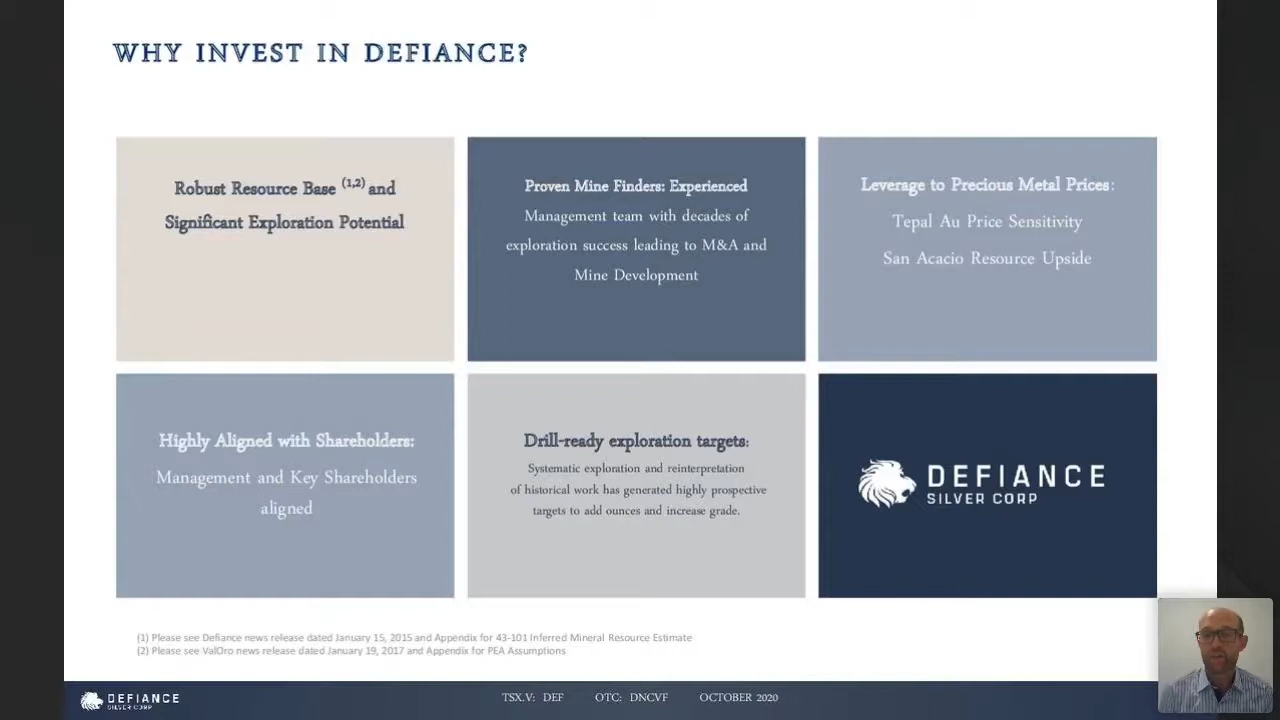 WHY INVEST IN DEFIANCE?
Robust Resource Base (1,2) and
Significant Exploration Potential
Proven Mine Finders: Experienced
Management team with decades of
exploration success leading to M&A and
Mine Development
Leverage to Precious Metal Prices:
Tepal Au Price Sensitivity
San Acacio Resource Upside
Highly Aligned with Shareholders:
Management and Key Shareholders
aligned
Drill-ready exploration targets:
Systematic exploration and reinterpretation
of historical work has generated highly prospective
targets to add ounces and increase grade.
DEFIANCE
SILVER CORP
(1) Please see Defiance news release dated January 15, 2015 and Appendix for 43-101 Inferred Mineral Resource Estimate
(2) Please see ValOro news release dated January 19, 2017 and Appendix for PEA Assumptions
DEFIANCE
SILVER CORP
TSX.V: DEF OTC: DNCVF OCTOBER 2020